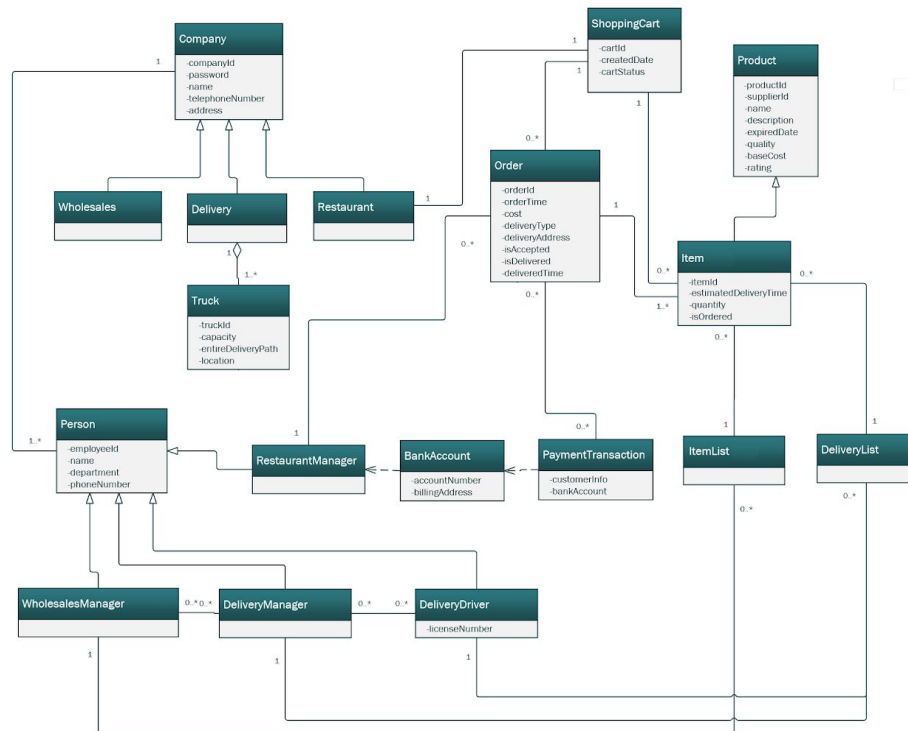 ShoppingCart
-cartId
-createdDate
-cartStatus
Company
-companyId
-password
-name
-telephoneNumber
-address
Product
-productId
-supplierId
-name
-description
-expiredDate
-quality
-baseCost
-rating
1
1
1
1
0..*
Order
-orderId
-orderTime
-cost
-deliveryType
-deliveryAddress
-isAccepted
-isDelivered
-deliveredTime
Wholesales
Delivery
Restaurant
1
1
0..*
1
1..*
Item
-itemId
-estimatedDeliveryTime
-quantity
-isOrdered
0..*
0..*
1..*
0..*
0..*
Truck
-truckId
-capacity
-entireDeliveryPath
-location
Person
-employeeId
-name
-department
-phoneNumber
1..*
1
0..*
1
1
RestaurantManager
BankAccount
-accountNumber
-billingAddress
PaymentTransaction
-customerInfo
-bankAccount
ItemList
DeliveryList
0..*
0..*
WholesalesManager
0..*
0..*
DeliveryManager
0..*
0..*
DeliveryDriver
-licenseNumber
1
1
1